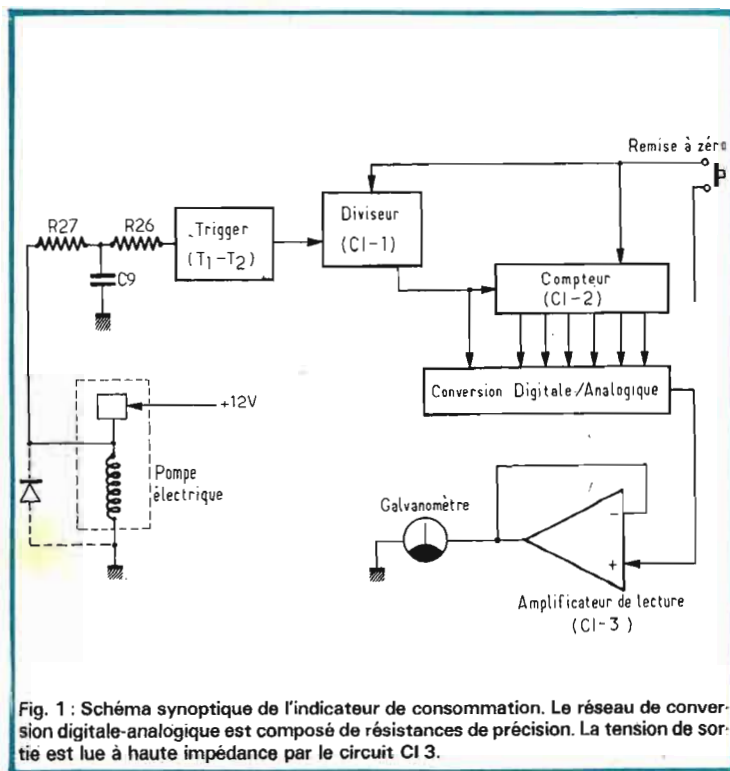 Remise à zéro
R27
R26
C9
Trigger
(T1-T2)
Diviseur
(CI-1)
Compteur
(CI-2)
Conversion Digitale/Analogique
+12V
Pompe
électrique
Galvanomètre
-
+
Amplificateur de lecture
(CI-3)
Fig. 1 : Schéma synoptique de l'indicateur de consommation. Le réseau de conver-
sion digitale-analogique est composé de résistances de précision. La tension de sor-
tie est lue à haute impédance par le circuit CI 3.